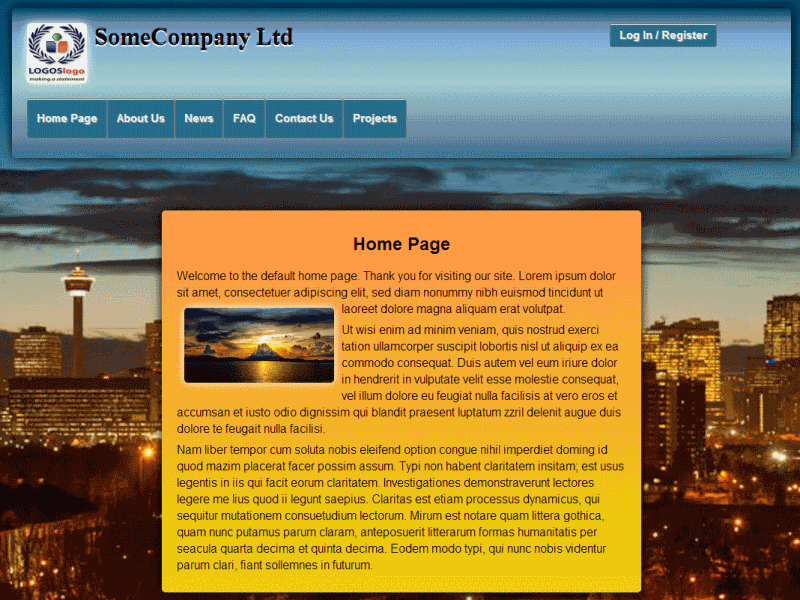 SomeCompany Ltd
Log In / Register
LOGOSlogo
making a statement
Home Page
About Us
News
FAQ
Contact Us
Projects
Home Page
Welcome to the default home page. Thank you for visiting our site. Lorem ipsum dolor
sit amet, consectetuer adipiscing elit, sed diam nonummy nibh euismod tincidunt ut
laoreet dolore magna aliquam erat volutpat.
Ut wisi enim ad minim veniam, quis nostrud exerci
tation ullamcorper suscipit lobortis nisl ut aliquip ex ea
commodo consequat. Duis autem vel eum iriure dolor
in hendrerit in vulputate velit esse molestie consequat,
vel illum dolore eu feugiat nulla facilisis at vero eros et
accumsan et iusto odio dignissim qui blandit praesent luptatum zzril delenit augue duis
dolore te feugait nulla facilisi.
Nam liber tempor cum soluta nobis eleifend option congue nihil imperdiet doming id
quod mazim placerat facer possim assum. Typi non habent claritatem insitam; est usus
legentis in iis qui facit eorum claritatem. Investigationes demonstraverunt lectores
legere me lius quod ii legunt saepius. Claritas est etiam processus dynamicus, qui
sequitur mutationem consuetudium lectorum. Mirum est notare quam littera gothica,
quam nunc putamus parum claram, anteposuerit litterarum formas humanitatis per
seacula quarta decima et quinta decima. Eodem modo typi, qui nunc nobis videntur
parum clari, fiant sollemnes in futurum.